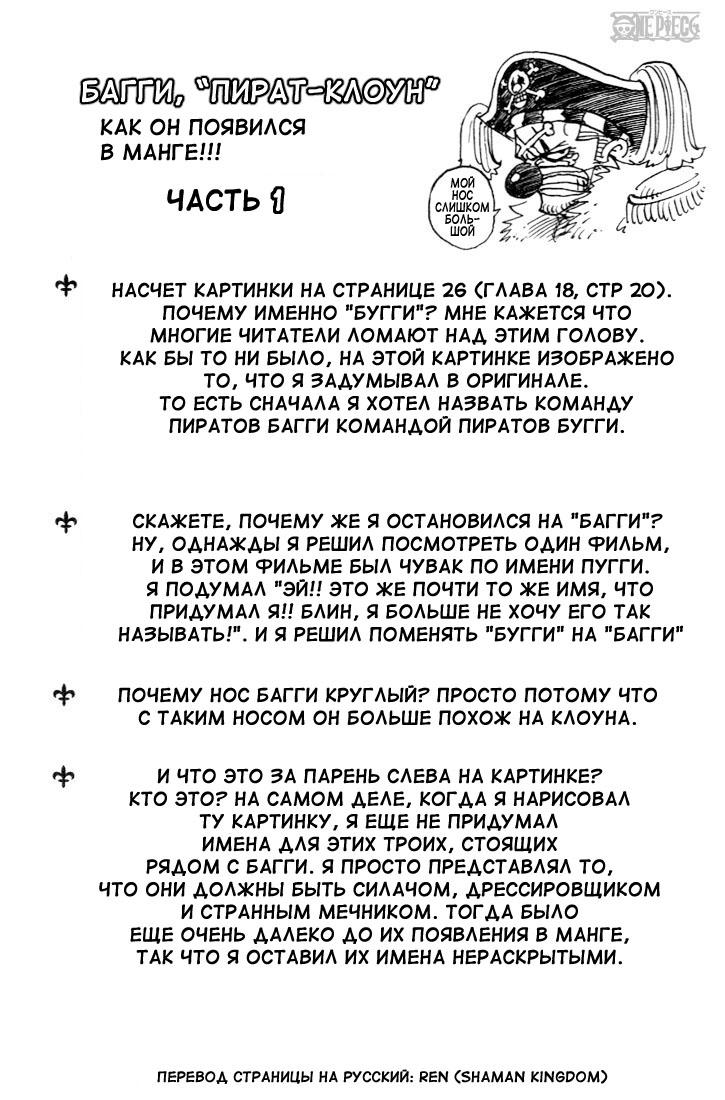 ワンピース
ONE PIECE
БАГГИ, "ПИРАТ-КЛОУН"
КАК ОН ПОЯВИЛСЯ
В МАНГЕ!!!
ЧАСТЬ 1
МОЙ
НОС
СЛИШКОМ
БОЛЬ-
ШОЙ
НАСЧЕТ КАРТИНКИ НА СТРАНИЦЕ 26 (ГЛАВА 18, СТР 20).
ПОЧЕМУ ИМЕННО "БУГГИ"? МНЕ КАЖЕТСЯ ЧТО
МНОГИЕ ЧИТАТЕЛИ ЛОМАЮТ НАД ЭТИМ ГОЛОВУ.
КАК БЫ ТО НИ БЫЛО, НА ЭТОЙ КАРТИНКЕ ИЗОБРАЖЕНО
ТО, ЧТО Я ЗАДУМЫВАЛ В ОРИГИНАЛЕ.
ТО ЕСТЬ СНАЧАЛА Я ХОТЕЛ НАЗВАТЬ КОМАНДУ
ПИРАТОВ БАГГИ КОМАНДОЙ ПИРАТОВ БУГГИ.
СКАЖЕТЕ, ПОЧЕМУ ЖЕ Я ОСТАНОВИЛСЯ НА "БАГГИ"?
НУ, ОДНАЖДЫ Я РЕШИЛ ПОСМОТРЕТЬ ОДИН ФИЛЬМ,
И В ЭТОМ ФИЛЬМЕ БЫЛ ЧУВАК ПО ИМЕНИ ПУГГИ.
Я ПОДУМАЛ "ЭЙ!! ЭТО ЖЕ ПОЧТИ ТО ЖЕ ИМЯ, ЧТО
ПРИДУМАЛ Я!! БЛИН, Я БОЛЬШЕ НЕ ХОЧУ ЕГО ТАК
НАЗЫВАТЬ!". И Я РЕШИЛ ПОМЕНЯТЬ "БУГГИ" НА "БАГГИ"
ПОЧЕМУ НОС БАГГИ КРУГЛЫЙ? ПРОСТО ПОТОМУ ЧТО
С ТАКИМ НОСОМ ОН БОЛЬШЕ ПОХОЖ НА КЛОУНА.
И ЧТО ЭТО ЗА ПАРЕНЬ СЛЕВА НА КАРТИНКЕ?
КТО ЭТО? НА САМОМ ДЕЛЕ, КОГДА Я НАРИСОВАЛ
ТУ КАРТИНКУ, Я ЕЩЕ НЕ ПРИДУМАЛ
ИМЕНА ДЛЯ ЭТИХ ТРОИХ, СТОЯЩИХ
РЯДОМ С БАГГИ. Я ПРОСТО ПРЕДСТАВЛЯЛ ТО,
ЧТО ОНИ ДОЛЖНЫ БЫТЬ СИЛАЧОМ, ДРЕССИРОВЩИКОМ
И СТРАННЫМ МЕЧНИКОМ. ТОГДА БЫЛО
ЕЩЕ ОЧЕНЬ ДАЛЕКО ДО ИХ ПОЯВЛЕНИЯ В МАНГЕ,
ТАК ЧТО Я ОСТАВИЛ ИХ ИМЕНА НЕРАСКРЫТЫМИ.
ПЕРЕВОД СТРАНИЦЫ НА РУССКИЙ: REN (SHAMAN KINGDOM)